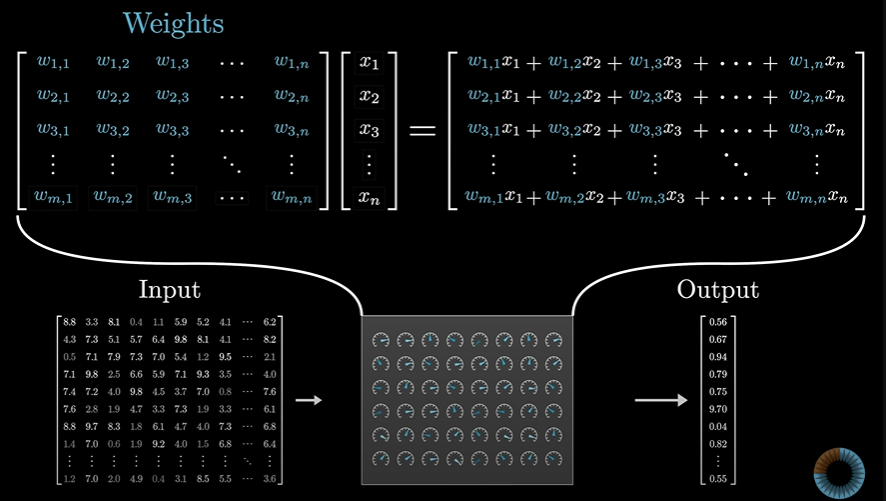 Weights
w1,1 w1,2 w1,3 ⋯ w1,n x1 w1,1x1 + w1,2x2 + w1,3x3 + ⋯ + w1,nxn
w2,1 w2,2 w2,3 ⋯ w2,n x2 w2,1x1 + w2,2x2 + w2,3x3 + ⋯ + w2,nxn
w3,1 w3,2 w3,3 ⋯ w3,n x3 = w3,1x1 + w3,2x2 + w3,3x3 + ⋯ + w3,nxn
⋮ ⋮ ⋮ ⋱ ⋮ ⋮ ⋮ ⋮ ⋮ ⋱ ⋮
wm,1 wm,2 wm,3 ⋯ wm,n xn wm,1x1 + wm,2x2 + wm,3x3 + ⋯ + wm,nxn
Input Output
8.8 3.3 8.1 0.4 1.1 5.9 5.2 4.1 ⋯ 6.2 0.56
4.3 7.3 5.1 5.7 6.4 9.8 8.1 4.1 ⋯ 8.2 0.67
0.5 7.1 7.9 7.3 7.0 5.4 1.2 9.5 ⋯ 2.1 0.94
7.1 9.8 2.5 6.6 5.9 7.1 9.3 3.5 ⋯ 4.0 0.79
7.4 7.2 4.0 9.8 4.5 3.7 7.0 0.8 ⋯ 7.6 0.75
7.6 2.8 1.9 4.7 3.3 7.3 1.9 3.3 ⋯ 6.1 9.70
8.8 9.7 8.3 1.8 6.1 4.7 4.0 7.3 ⋯ 6.8 0.04
1.4 7.0 0.6 1.9 9.2 4.0 1.5 6.8 ⋯ 6.4 0.82
⋮ ⋮ ⋮ ⋮ ⋮ ⋮ ⋮ ⋮ ⋱ ⋮ ⋮
1.2 7.0 2.0 4.9 0.4 3.1 8.5 5.5 ⋯ 3.6 0.55